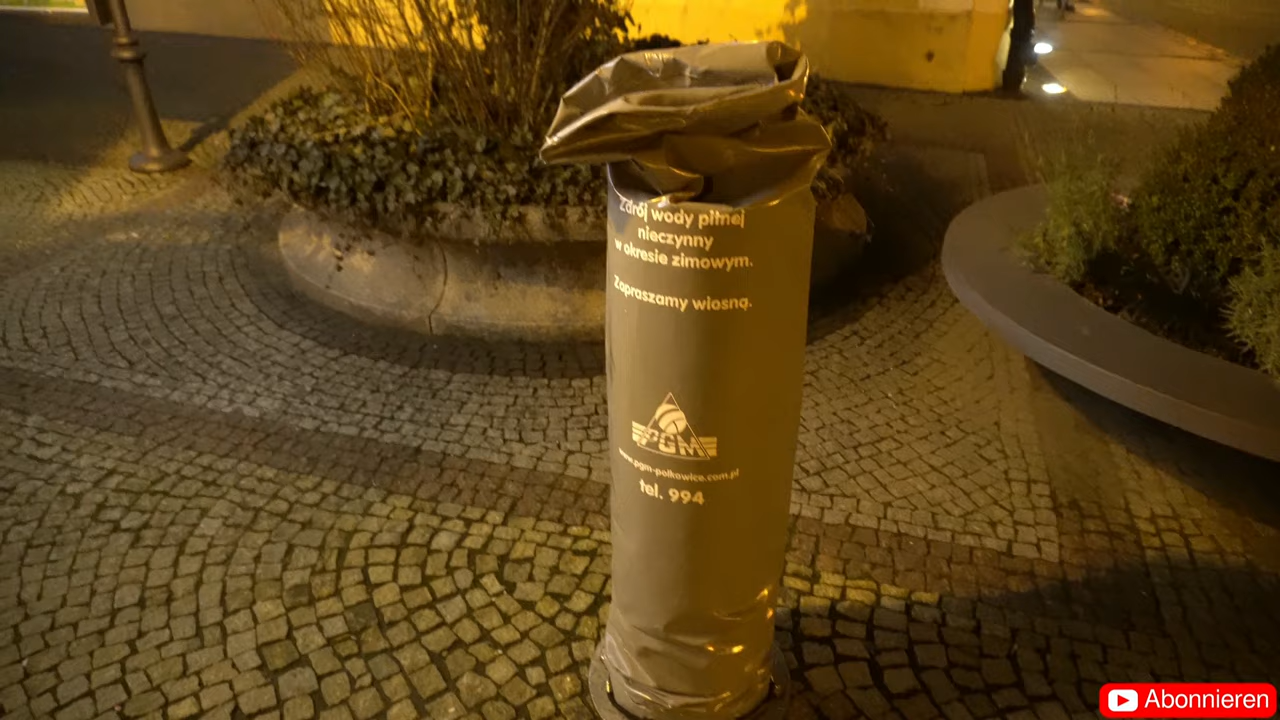 Zdrój wody pitnej
nieczynny
w okresie zimowym.
Zapraszamy wiosną.
PGM
www.pgm-polkowice.com.pl
tel. 994
Abonnieren